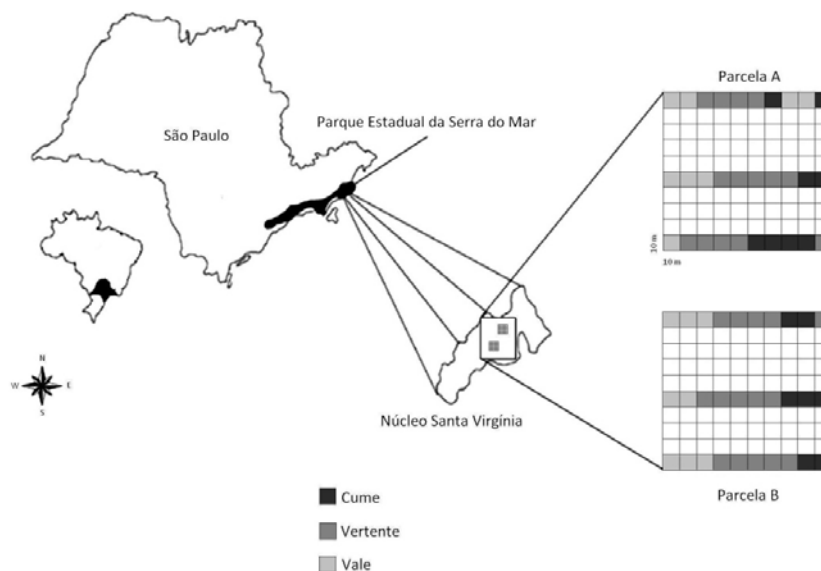 Parcela A
Parque Estadual da Serra do Mar
São Paulo
10 m
10 m
N
W E
S
Núcleo Santa Virgínia
Cume
Vertente
Vale
Parcela B